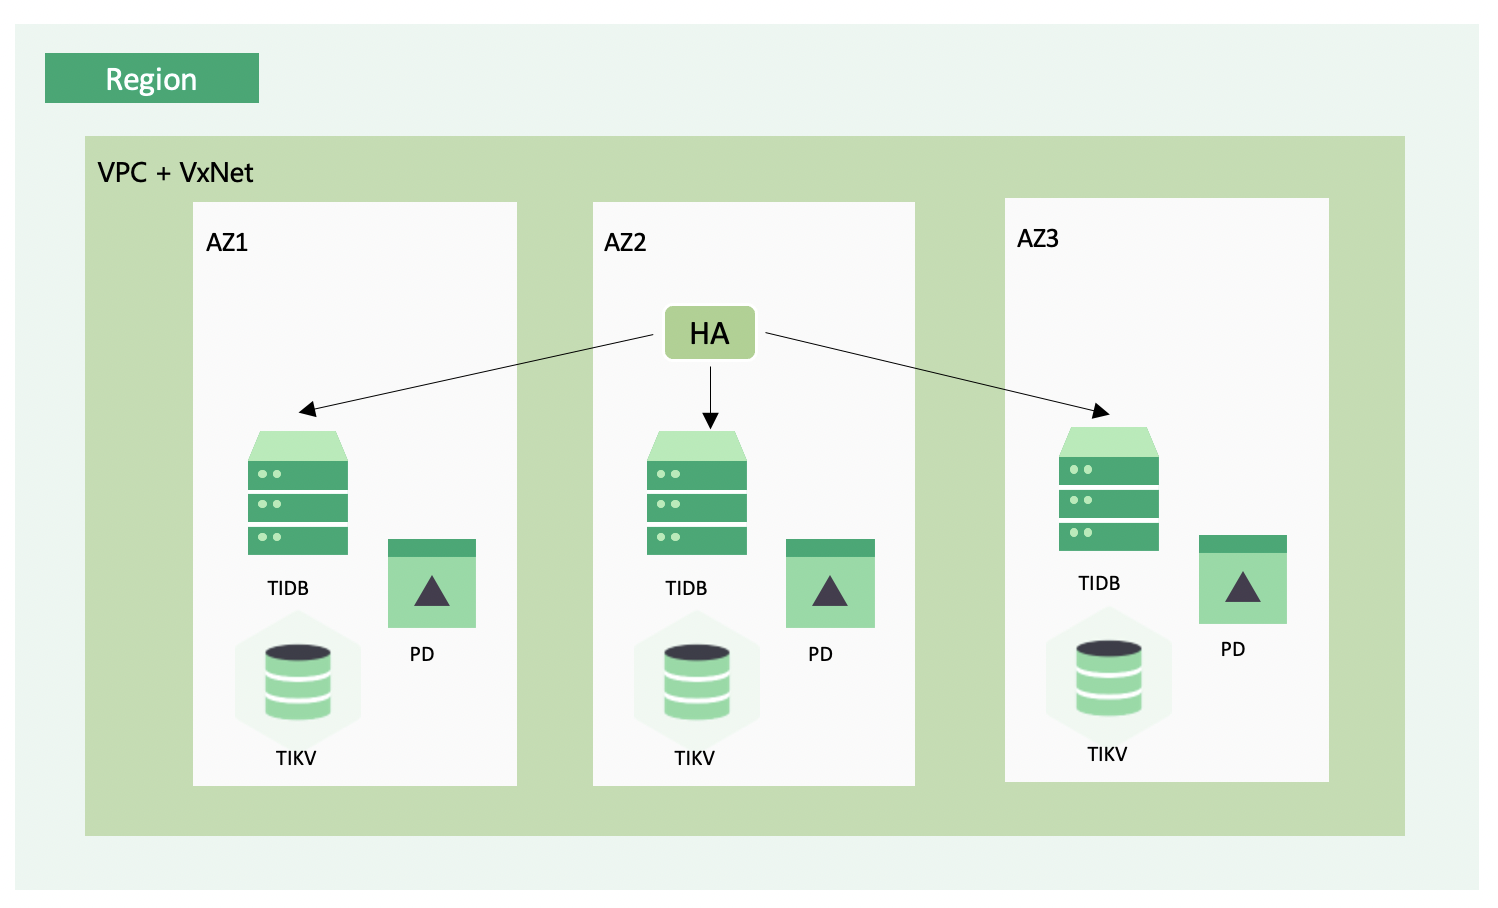 Region
VPC + VxNet
AZ1
AZ2
AZ3
HA
TIDB
PD
TIKV
TIDB
PD
TIKV
TIDB
PD
TIKV